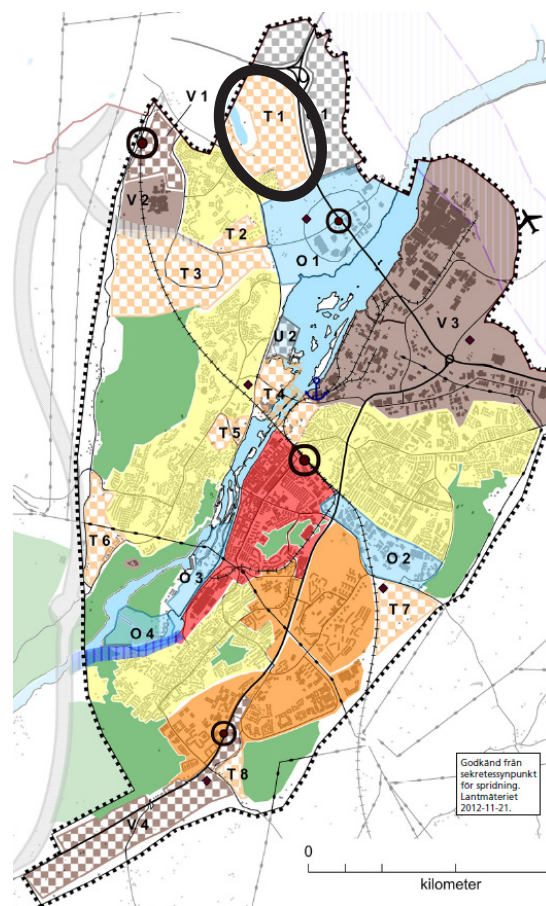 V 1
T 1
1
V 2
T 2
O 1
T 3
V 3
U 2
T 4
T 5
T 6
O 2
O 3
T 7
O 4
T 8
V 4
Godkänd från
sekretessynpunkt
för spridning.
Lantmäteriet
2012-11-21.
0
kilometer